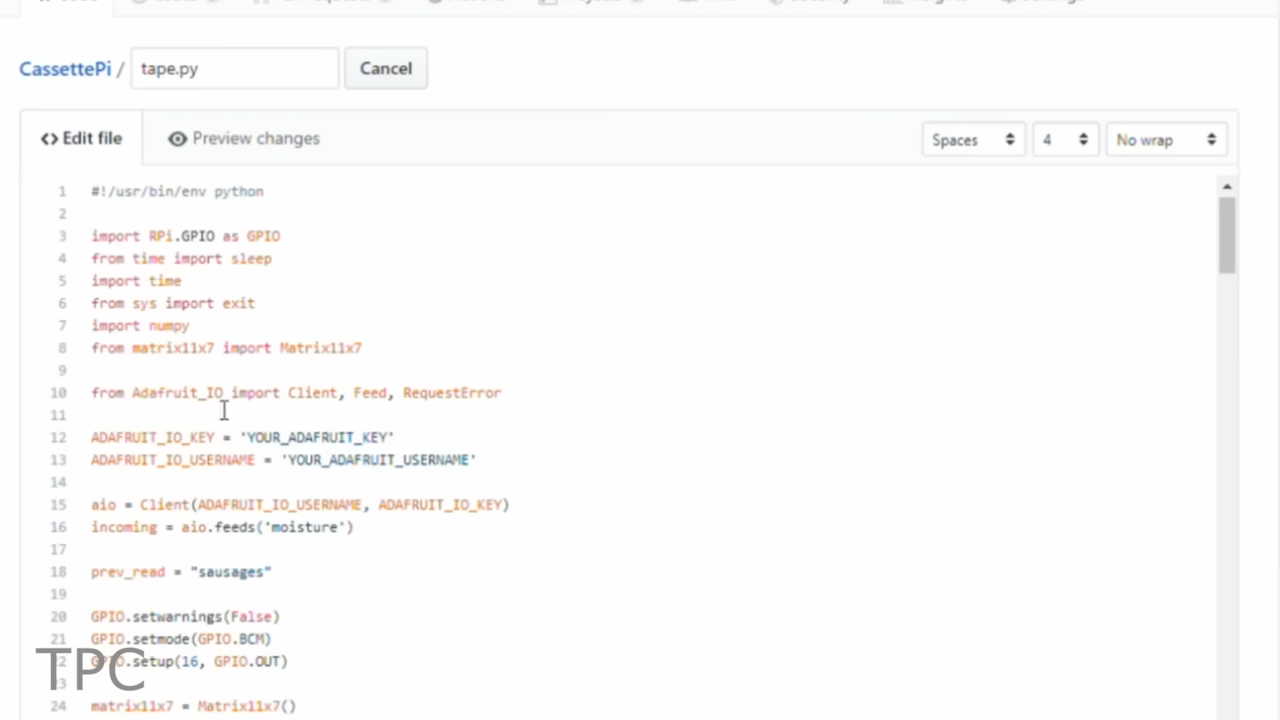 CassettePi / tape.py Cancel
<> Edit file Preview changes Spaces 4 No wrap
1 #!/usr/bin/env python
2
3 import RPi.GPIO as GPIO
4 from time import sleep
5 import time
6 from sys import exit
7 import numpy
8 from matrix11x7 import Matrix11x7
9
10 from Adafruit_IO import Client, Feed, RequestError
11
12 ADAFRUIT_IO_KEY = 'YOUR_ADAFRUIT_KEY'
13 ADAFRUIT_IO_USERNAME = 'YOUR_ADAFRUIT_USERNAME'
14
15 aio = Client(ADAFRUIT_IO_USERNAME, ADAFRUIT_IO_KEY)
16 incoming = aio.feeds('moisture')
17
18 prev_read = "sausages"
19
20 GPIO.setwarnings(False)
21 GPIO.setmode(GPIO.BCM)
22 GPIO.setup(16, GPIO.OUT)
23
24 matrix11x7 = Matrix11x7()
TPC